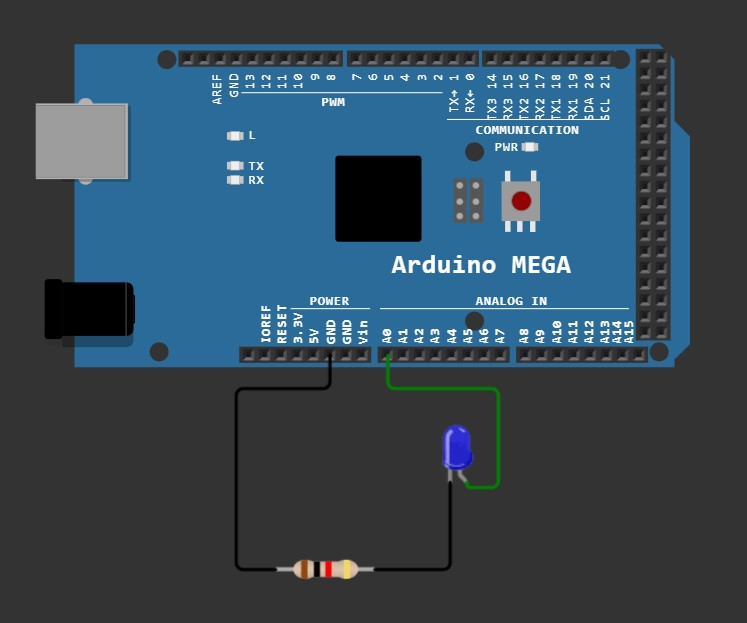 AREF
GND
13
12
11
10
9
8
7
6
5
4
3
2
TX→ 1
RX← 0
TX3 14
RX3 15
TX2 16
RX2 17
TX1 18
RX1 19
SDA 20
SCL 21
PWM
COMMUNICATION
L
PWR
TX
RX
Arduino MEGA
POWER
ANALOG IN
IOREF
RESET
3.3V
5V
GND
GND
Vin
A0
A1
A2
A3
A4
A5
A6
A7
A8
A9
A10
A11
A12
A13
A14
A15